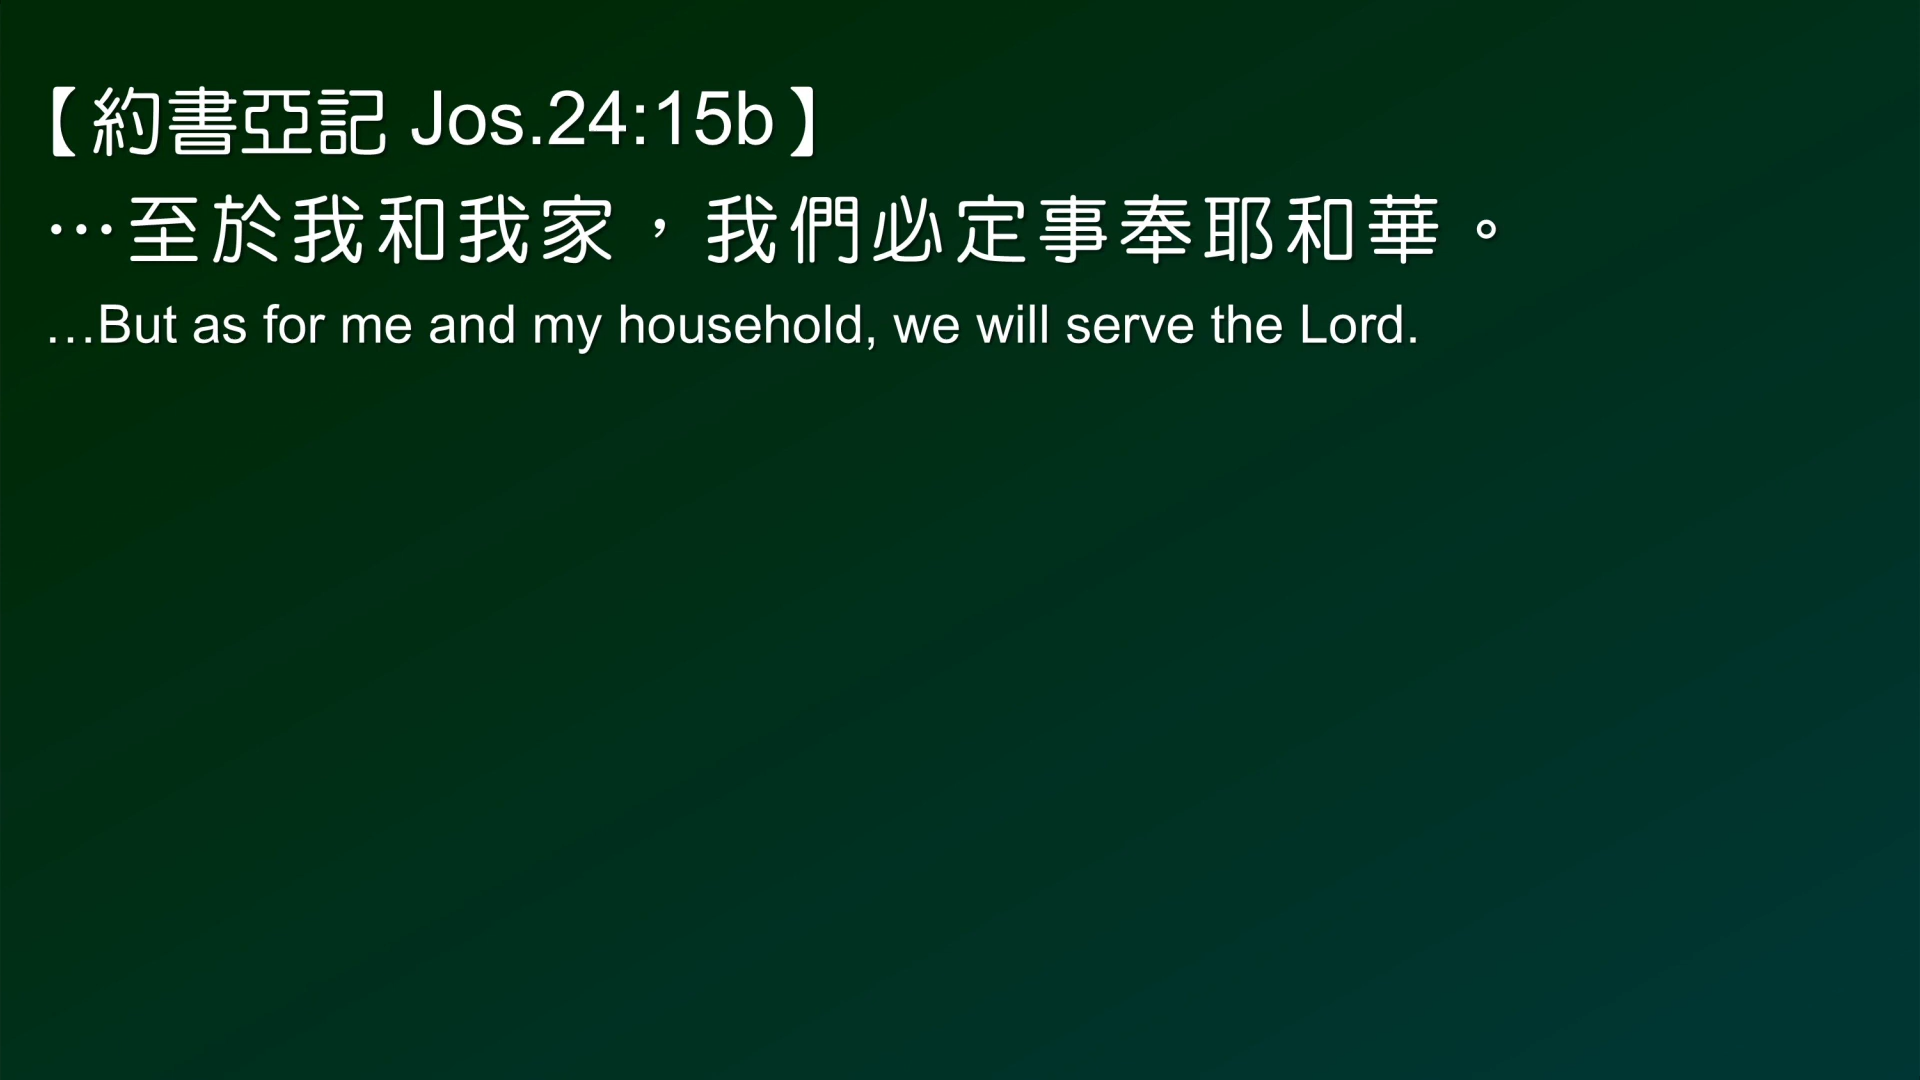 【約書亞記 Jos.24:15b】
…至於我和我家，我們必定事奉耶和華。
…But as for me and my household, we will serve the Lord.